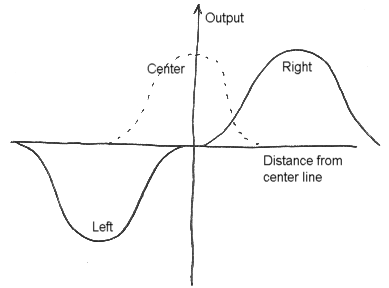 Output
Center
Right
Distance from
center line
Left